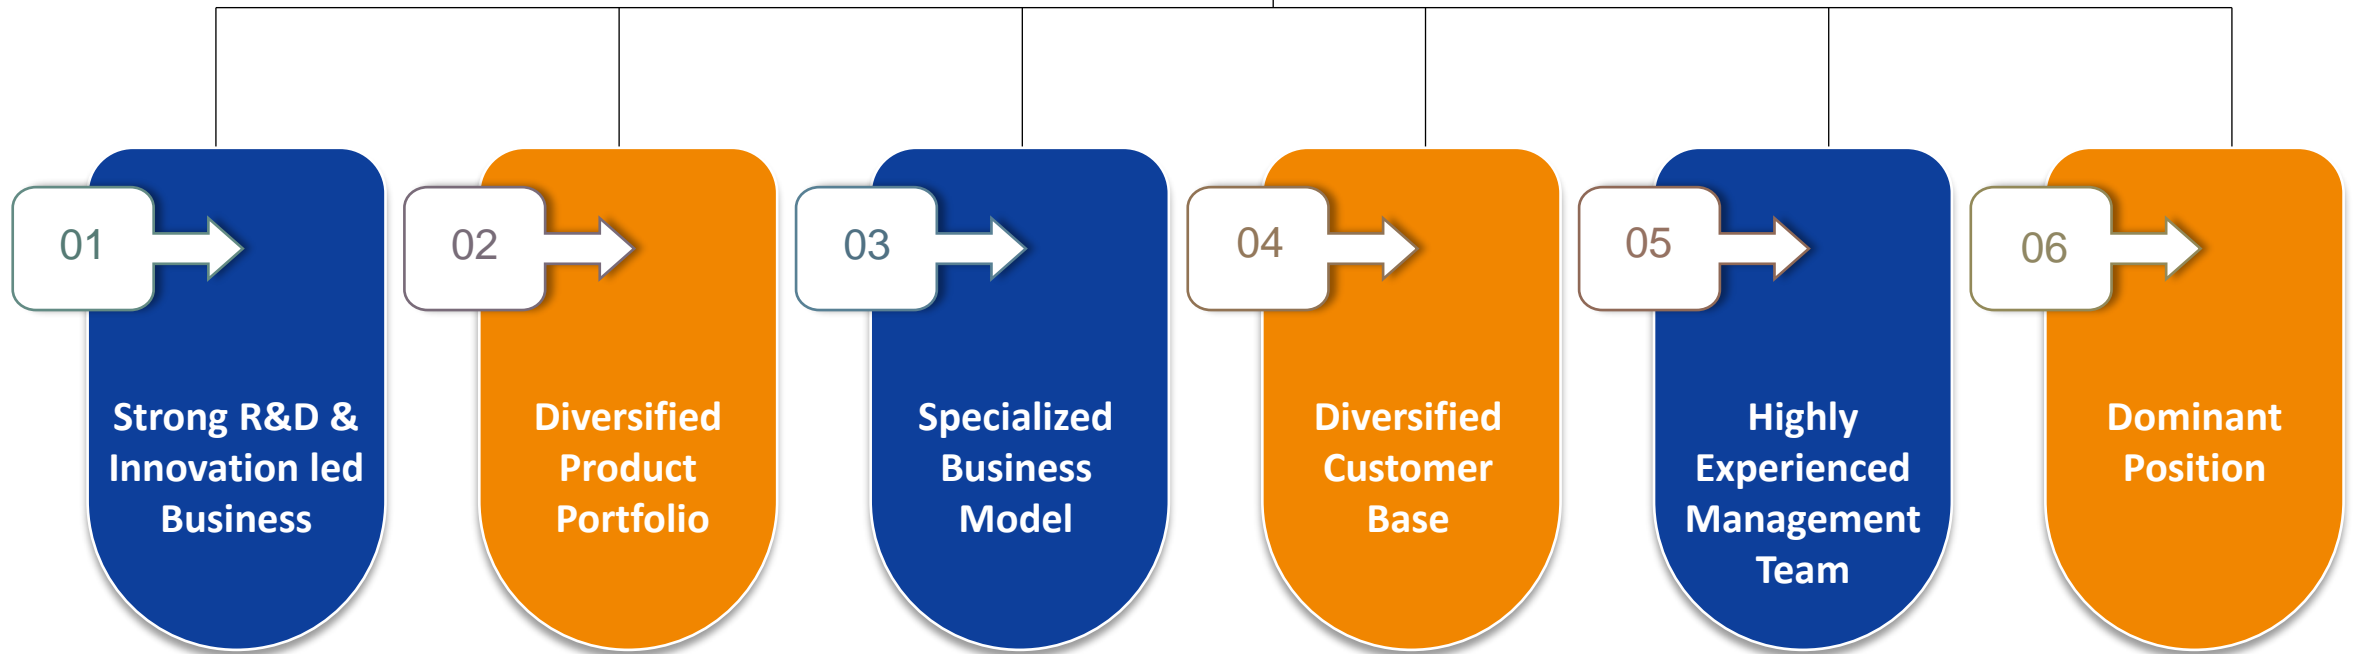 01
Strong R&D &
Innovation led
Business
02
Diversified
Product
Portfolio
03
Specialized
Business
Model
04
Diversified
Customer
Base
05
Highly
Experienced
Management
Team
06
Dominant
Position